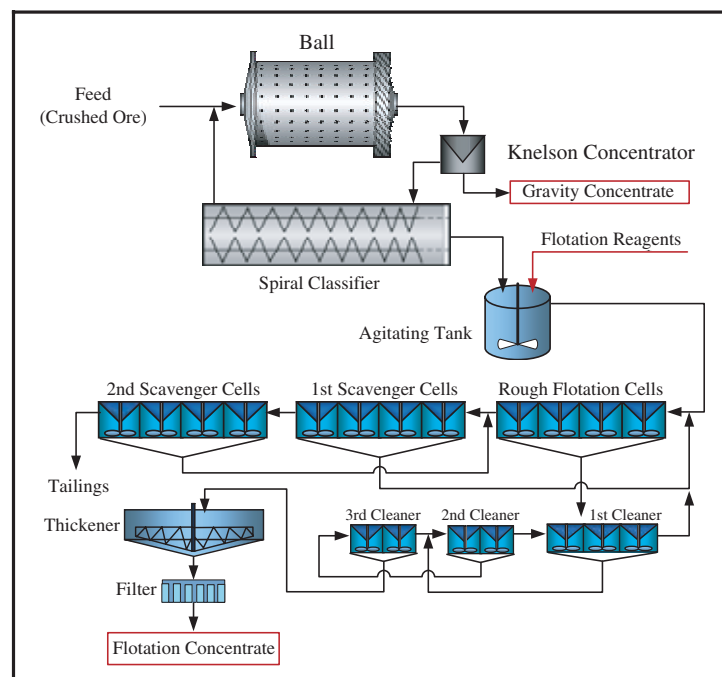 Ball
Feed
(Crushed Ore)
Knelson Concentrator
Gravity Concentrate
Flotation Reagents
Spiral Classifier
Agitating Tank
2nd Scavenger Cells
1st Scavenger Cells
Rough Flotation Cells
Tailings
Thickener
3rd Cleaner
2nd Cleaner
1st Cleaner
Filter
Flotation Concentrate